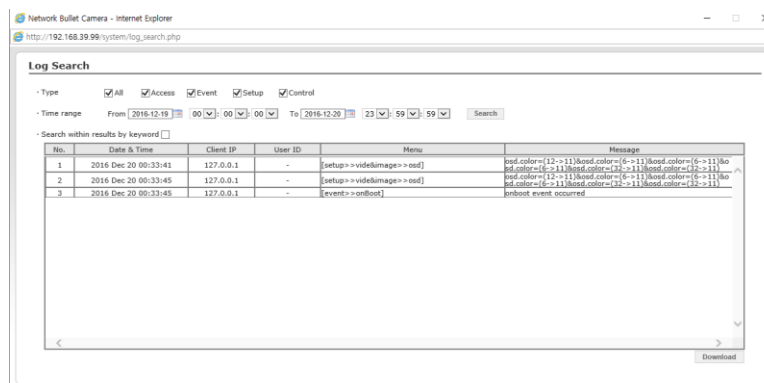 Network Bullet Camera - Internet Explorer
http://192.168.39.99/system/log_search.php
Log Search
· Type All Access Event Setup Control
· Time range From 2016-12-19 00 : 00 : 00 To 2016-12-20 23 : 59 : 59 Search
· Search within results by keyword
No. Date & Time Client IP User ID Menu Message
1 2016 Dec 20 00:33:41 127.0.0.1 - [setup>>vide&image>>osd] osd.color=(12->11)&osd.color=(6->11)&osd.color=(6->11)&o
sd.color=(6->11)&osd.color=(32->11)&osd.color=(32->11)
2 2016 Dec 20 00:33:45 127.0.0.1 - [setup>>vide&image>>osd] osd.color=(12->11)&osd.color=(6->11)&osd.color=(6->11)&o
sd.color=(6->11)&osd.color=(32->11)&osd.color=(32->11)
3 2016 Dec 20 00:33:45 127.0.0.1 - [event>>onBoot] onboot event occurred
Download